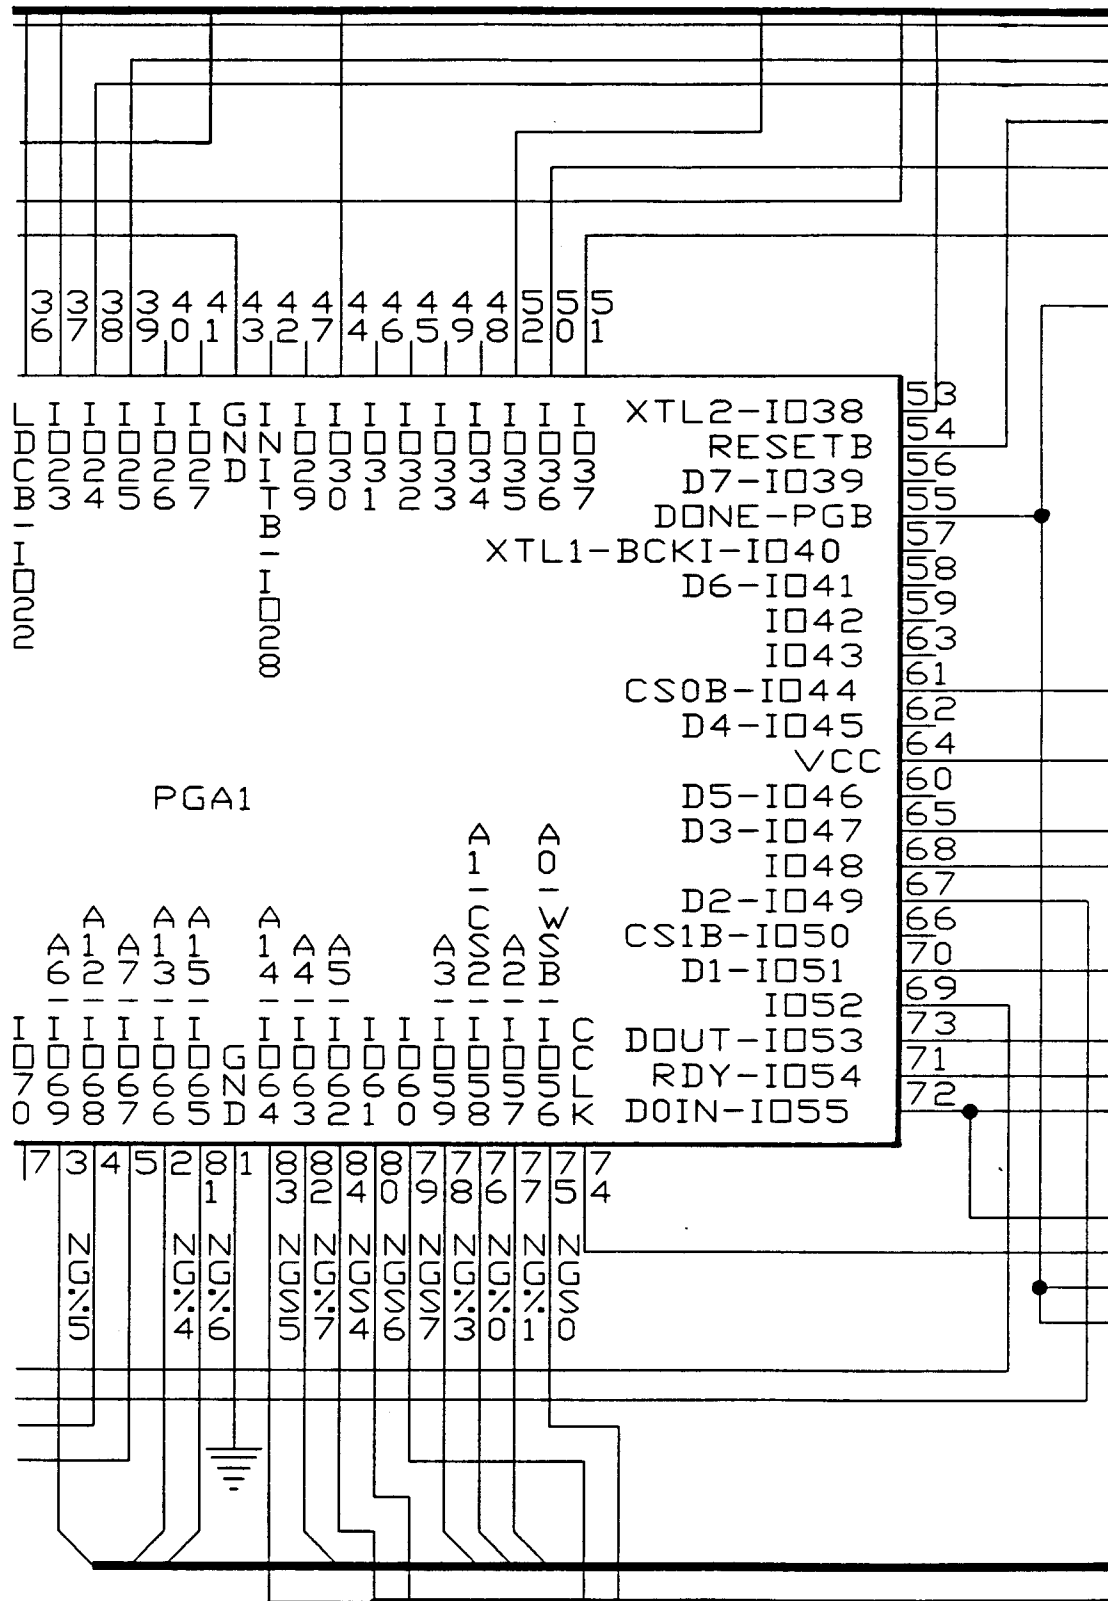 36 37 38 39 40 41 43 42 47 44 46 45 49 48 52 50 51
LDCB-IO22
IO23
IO24
IO25
IO26
IO27
GND
INITB-IO28
IO29
IO30
IO31
IO32
IO33
IO34
IO35
IO36
IO37
XTL2-IO38 53
RESETB 54
D7-IO39 56
DONE-PGB 55
XTL1-BCKI-IO40 57
D6-IO41 58
IO42 59
IO43 63
CS0B-IO44 61
D4-IO45 62
VCC 64
D5-IO46 60
D3-IO47 65
IO48 68
D2-IO49 67
CS1B-IO50 66
D1-IO51 70
IO52 69
DOUT-IO53 73
RDY-IO54 71
D0IN-IO55 72
PGA1
IO70
A6-IO69
A12-IO68
A7-IO67
A13-IO66
A15-IO65
GND
A14-IO64
A4-IO63
A5-IO62
IO61
IO60
A3-IO59
A1-CS2-IO58
A2-IO57
A0-WSB-IO56
CCLK
7 3 4 5 2 81 1 83 82 84 80 79 78 76 77 75 74
NG%5
NG%4
NG%6
NGS5
NG%7
NGS4
NGS6
NGS7
NG%3
NG%0
NG%1
NGS0